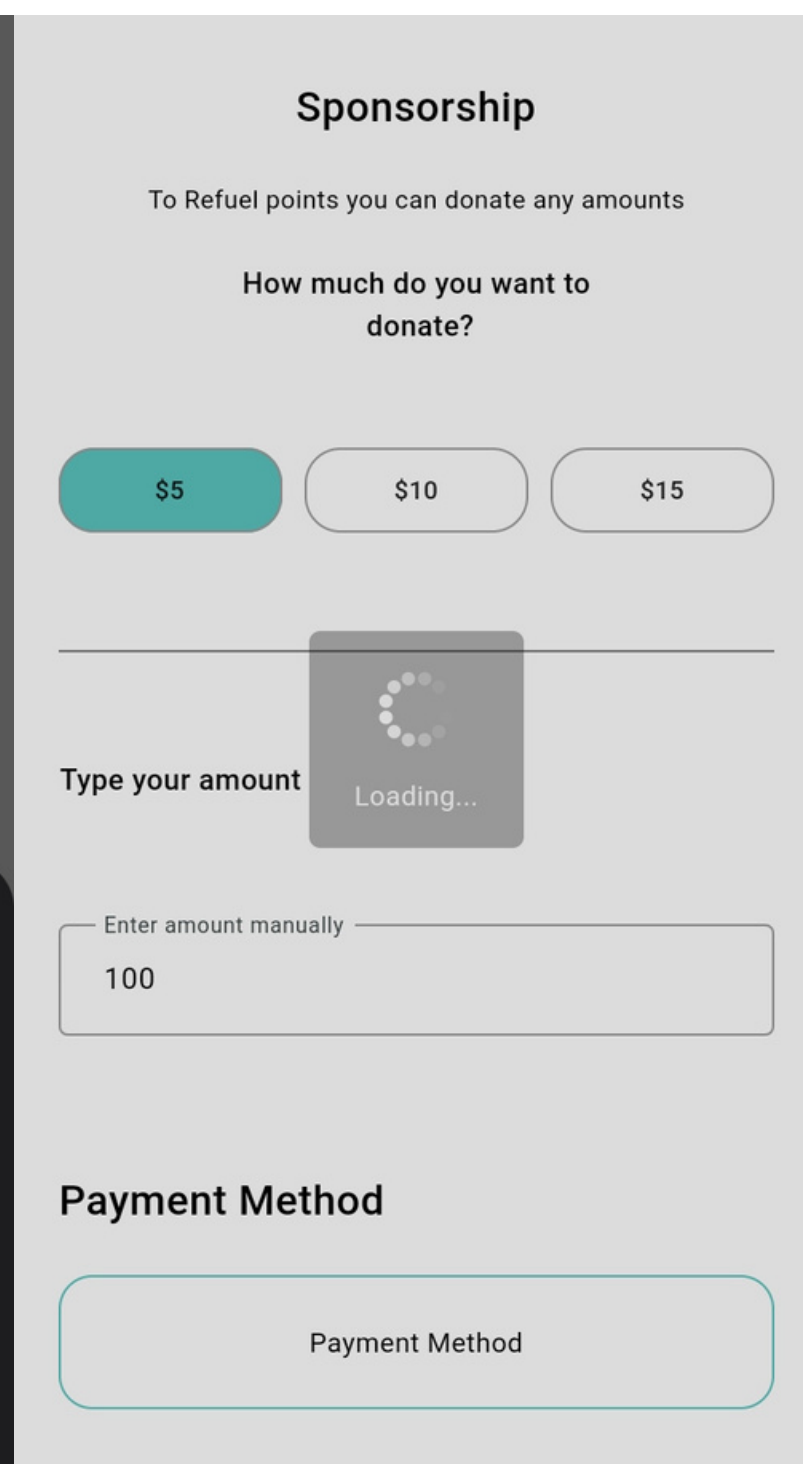 Sponsorship
To Refuel points you can donate any amounts
How much do you want to
donate?
$5
$10
$15
Type your amount
Loading...
Enter amount manually
100
Payment Method
Payment Method